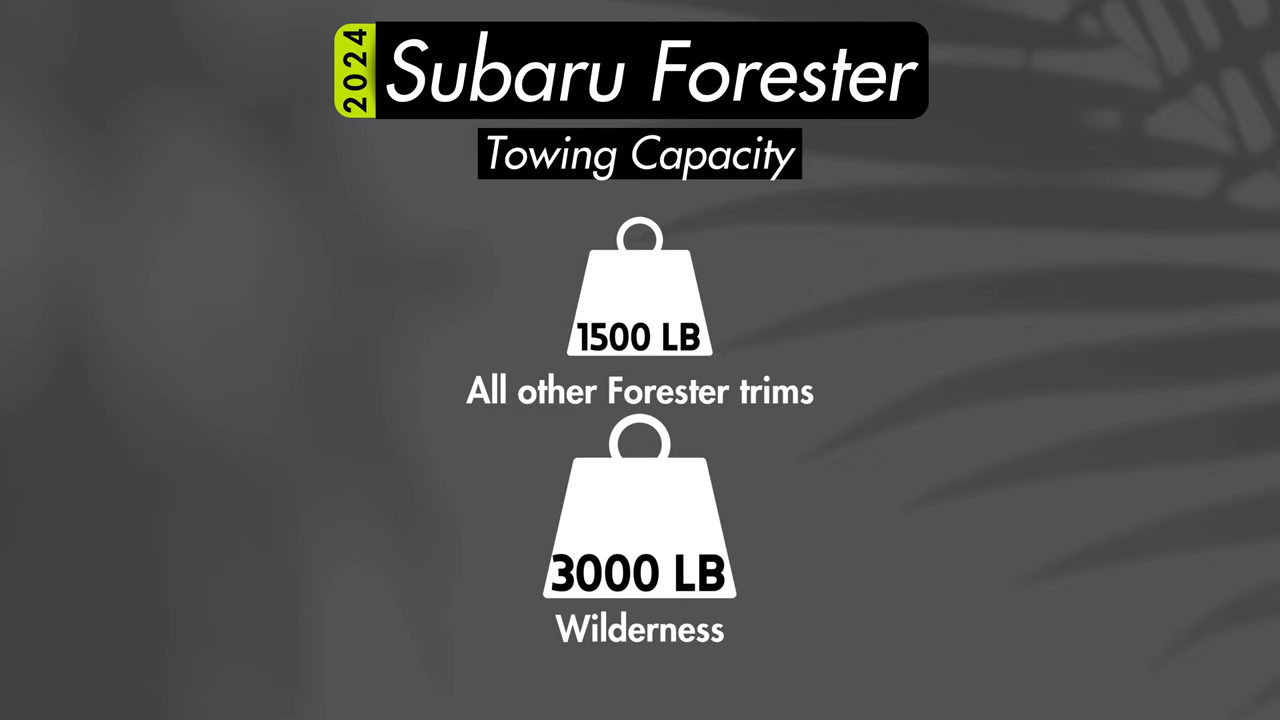 2024
Subaru Forester
Towing Capacity
1500 LB
All other Forester trims
3000 LB
Wilderness